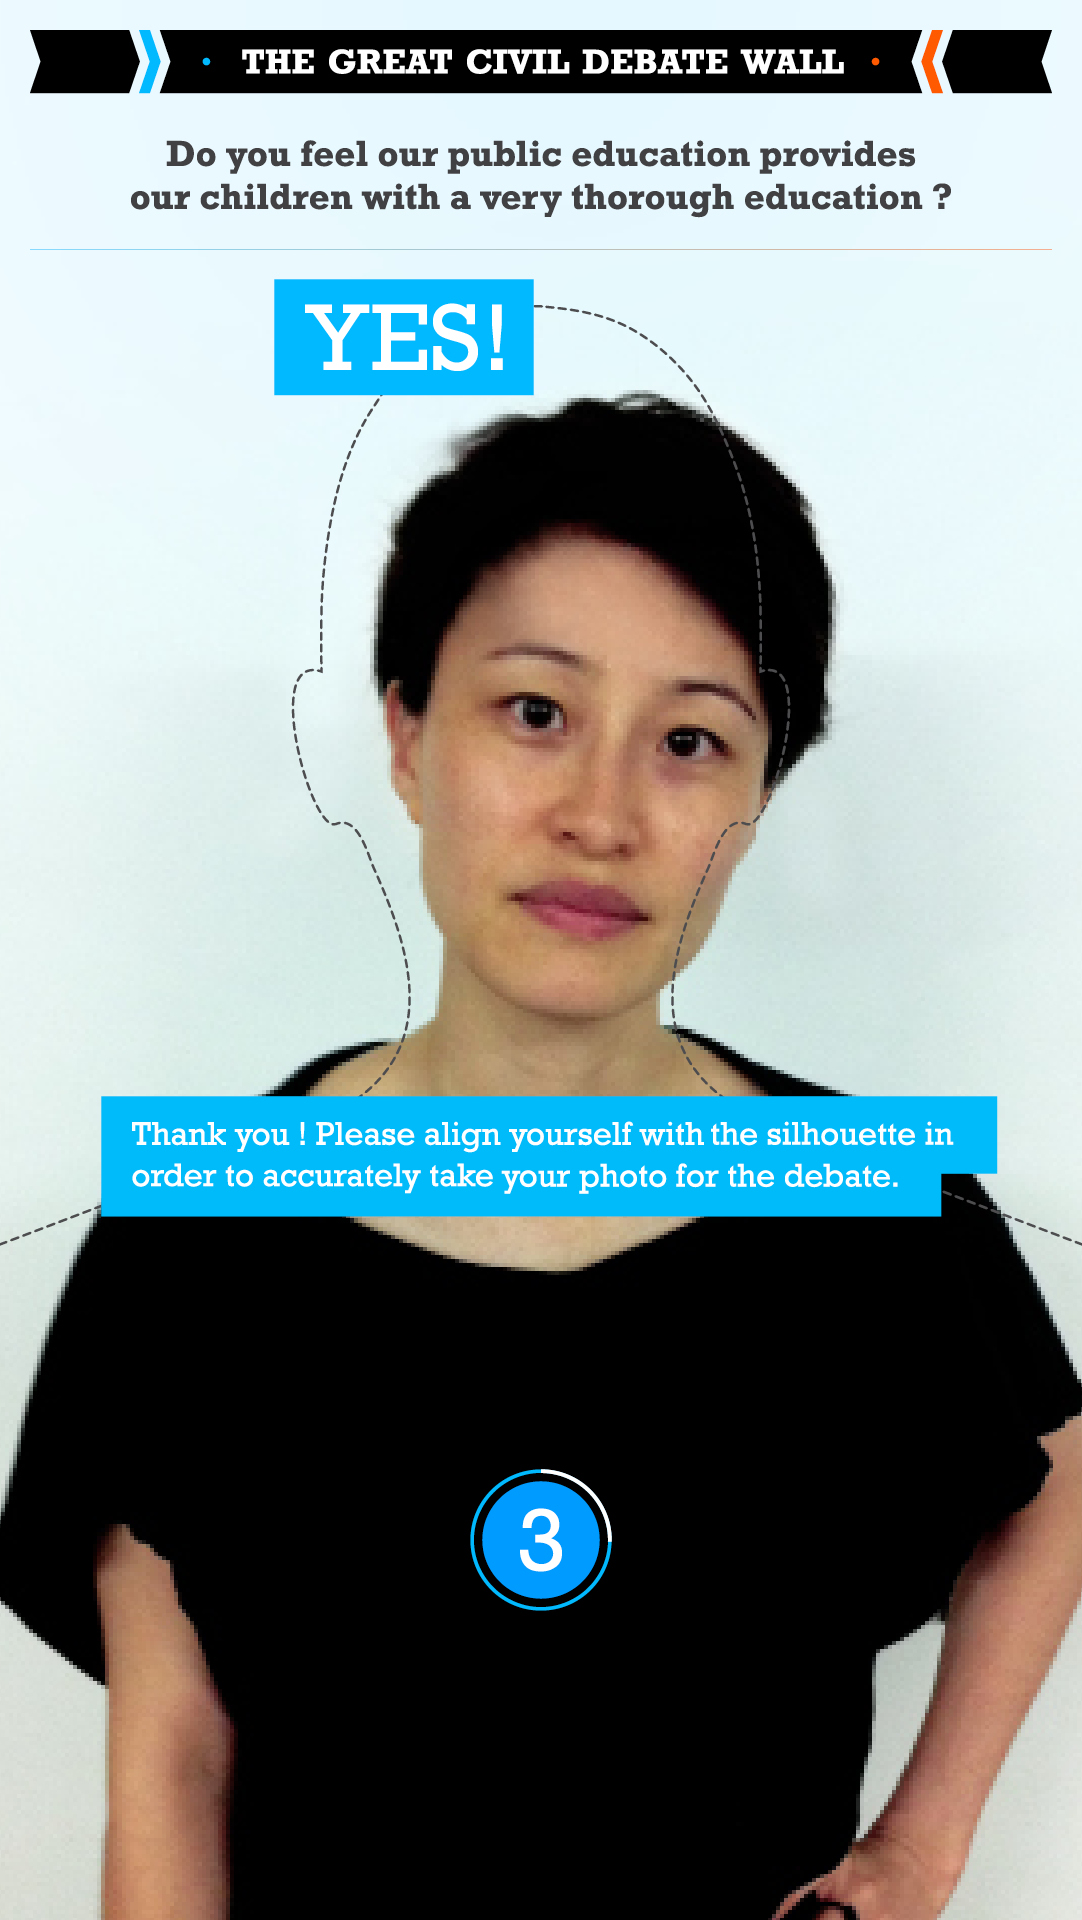 THE GREAT CIVIL DEBATE WALL
Do you feel our public education provides
our children with a very thorough education ?
YES!
Thank you ! Please align yourself with the silhouette in
order to accurately take your photo for the debate.
3